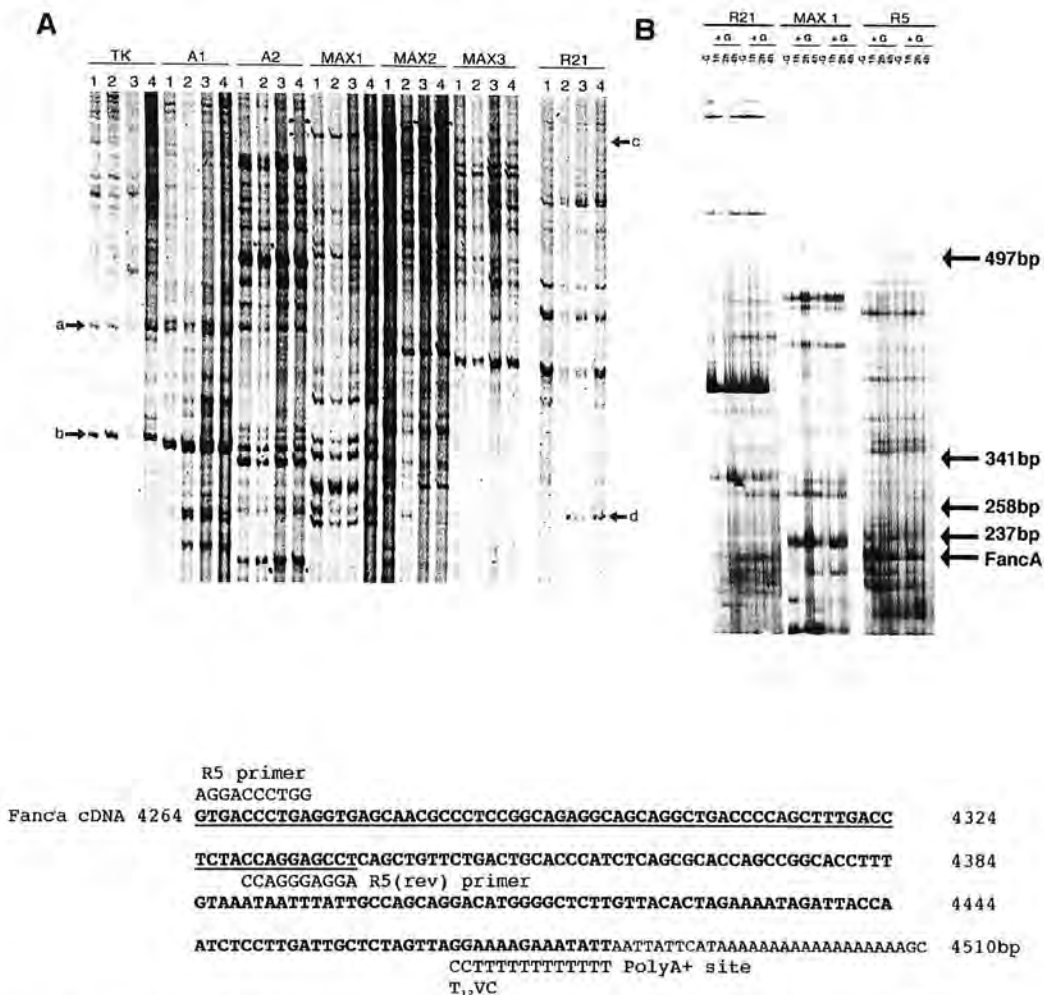 A
TK A1 A2 MAX1 MAX2 MAX3 R21
1 2 3 4 1 2 3 4 1 2 3 4 1 2 3 4 1 2 3 4 1 2 3 4 1 2 3 4
a
b
c
d
B
R21 MAX 1 R5
+ G + G + G + G + G + G
497bp
341bp
258bp
237bp
FancA
R5 primer
AGGACCCTGG
Fanca cDNA 4264 GTGACCCTGAGGTGAGCAACGCCCTCCGGCAGAGGCAGCAGGCTGACCCCAGCTTTGACC 4324
TCTACCAGGAGCCTCAGCTGTTCTGACTGCACCCATCTCAGCGCACCAGCCGGCACCTTT 4384
CCAGGGAGGA R5(rev) primer
GTAAATAATTTATTGCCAGCAGGACATGGGGCTCTTGTTACACTAGAAAATAGATTACCA 4444
ATCTCCTTGATTGCTCTAGTTAGGAAAAGAAATATTAATTATTCATAAAAAAAAAAAAAAAAAAGC 4510bp
CCTTTTTTTTTTTT PolyA+ site
T₁₂VC